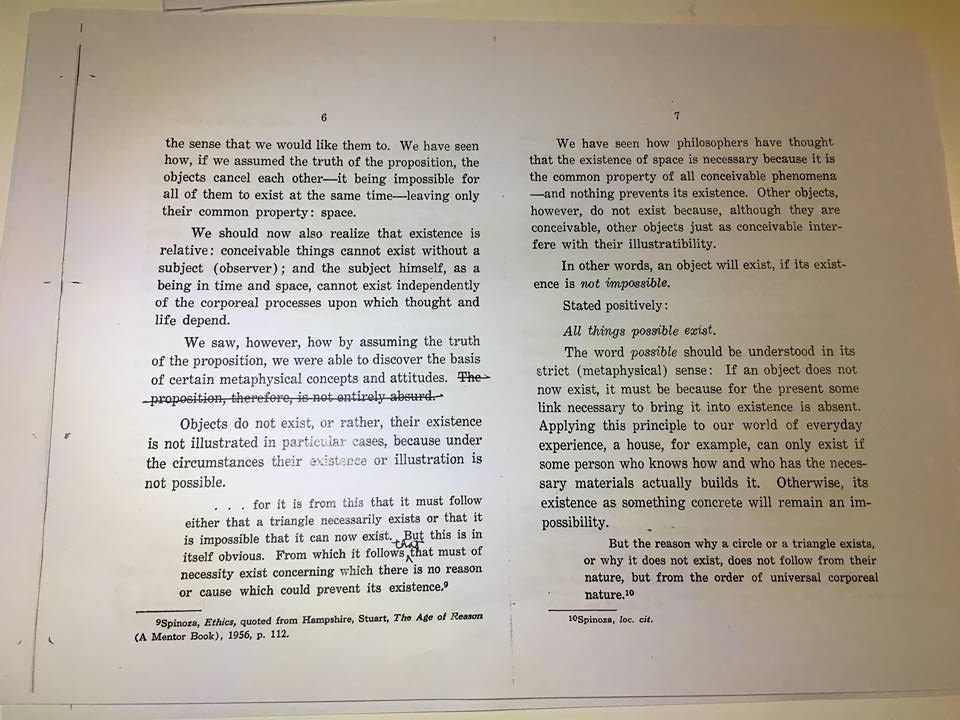 6
the sense that we would like them to. We have seen
how, if we assumed the truth of the proposition, the
objects cancel each other—it being impossible for
all of them to exist at the same time—leaving only
their common property: space.
We should now also realize that existence is
relative: conceivable things cannot exist without a
subject (observer); and the subject himself, as a
being in time and space, cannot exist independently
of the corporeal processes upon which thought and
life depend.
We saw, however, how by assuming the truth
of the proposition, we were able to discover the basis
of certain metaphysical concepts and attitudes. The
proposition, therefore, is not entirely absurd.
Objects do not exist, or rather, their existence
is not illustrated in particular cases, because under
the circumstances their existence or illustration is
not possible.
. . . for it is from this that it must follow
either that a triangle necessarily exists or that it
is impossible that it can now exist. But this is in
that
itself obvious. From which it follows that must of
necessity exist concerning which there is no reason
or cause which could prevent its existence.9
9Spinoza, Ethics, quoted from Hampshire, Stuart, The Age of Reason
(A Mentor Book), 1956, p. 112.
7
We have seen how philosophers have thought
that the existence of space is necessary because it is
the common property of all conceivable phenomena
—and nothing prevents its existence. Other objects,
however, do not exist because, although they are
conceivable, other objects just as conceivable inter-
fere with their illustratibility.
In other words, an object will exist, if its exist-
ence is not impossible.
Stated positively:
All things possible exist.
The word possible should be understood in its
strict (metaphysical) sense: If an object does not
now exist, it must be because for the present some
link necessary to bring it into existence is absent.
Applying this principle to our world of everyday
experience, a house, for example, can only exist if
some person who knows how and who has the neces-
sary materials actually builds it. Otherwise, its
existence as something concrete will remain an im-
possibility.
But the reason why a circle or a triangle exists,
or why it does not exist, does not follow from their
nature, but from the order of universal corporeal
nature.10
10Spinoza, loc. cit.